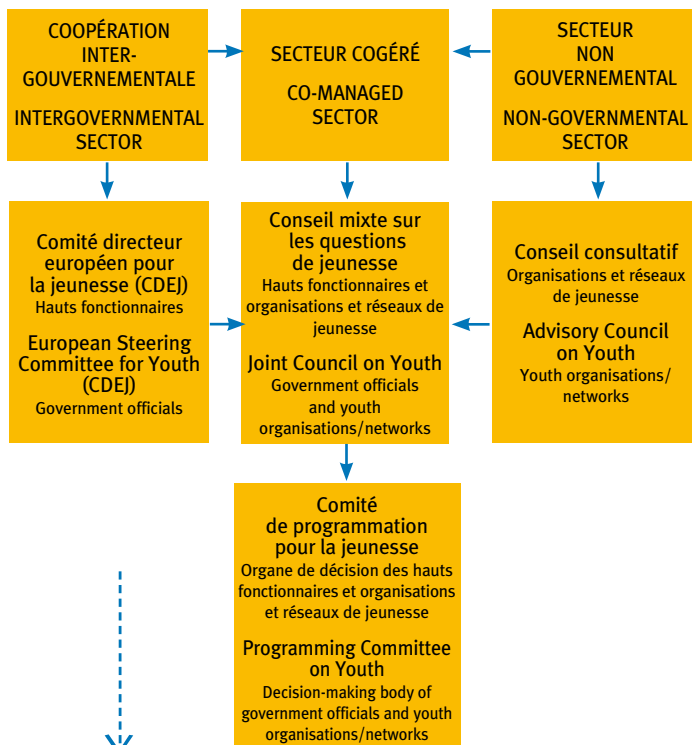 COOPÉRATION
INTER-
GOUVERNEMENTALE
INTERGOVERNMENTAL
SECTOR
SECTEUR COGÉRÉ
CO-MANAGED
SECTOR
SECTEUR
NON
GOUVERNEMENTAL
NON-GOVERNMENTAL
SECTOR
Comité directeur
européen pour
la jeunesse (CDEJ)
Hauts fonctionnaires
European Steering
Committee for Youth
(CDEJ)
Government officials
Conseil mixte sur
les questions
de jeunesse
Hauts fonctionnaires et
organisations et réseaux de
jeunesse
Joint Council on Youth
Government officials
and youth
organisations/networks
Conseil consultatif
Organisations et réseaux
de jeunesse
Advisory Council
on Youth
Youth organisations/
networks
Comité
de programmation
pour la jeunesse
Organe de décision des hauts
fonctionnaires et organisations
et réseaux de jeunesse
Programming Committee
on Youth
Decision-making body of
government officials and youth
organisations/networks